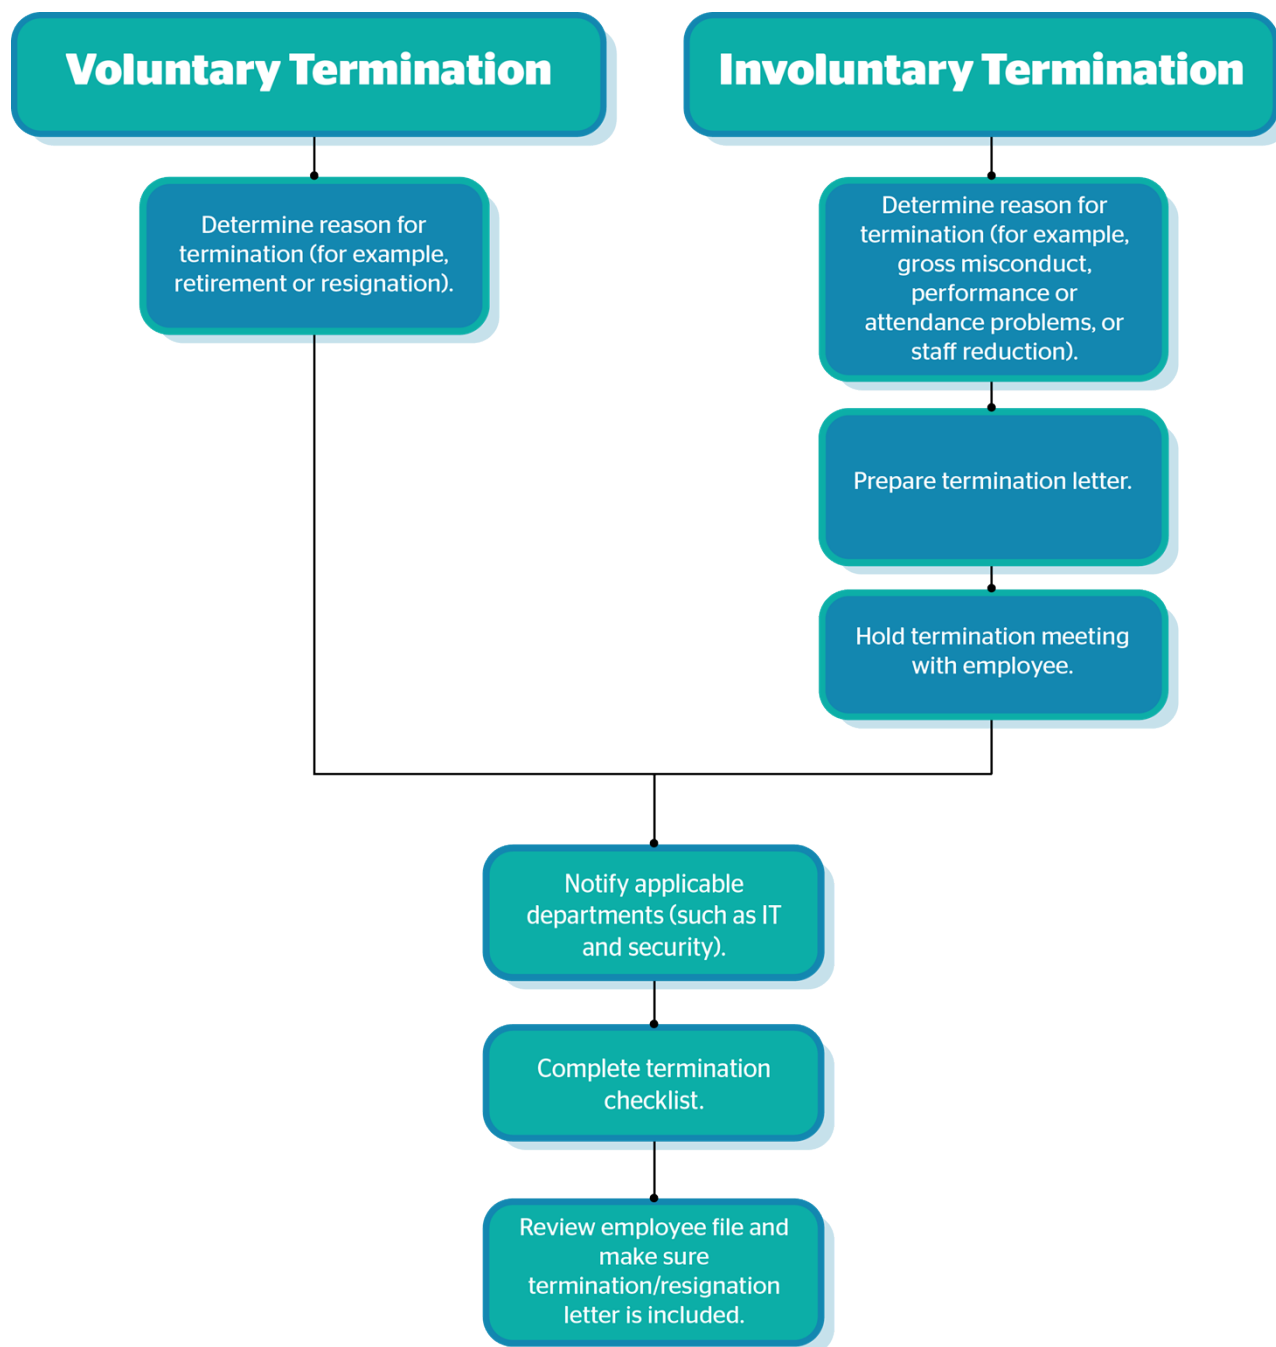 Voluntary Termination
Involuntary Termination
Determine reason for
termination (for example,
retirement or resignation).
Determine reason for
termination (for example,
gross misconduct,
performance or
attendance problems, or
staff reduction).
Prepare termination letter.
Hold termination meeting
with employee.
Notify applicable
departments (such as IT
and security).
Complete termination
checklist.
Review employee file and
make sure
termination/resignation
letter is included.